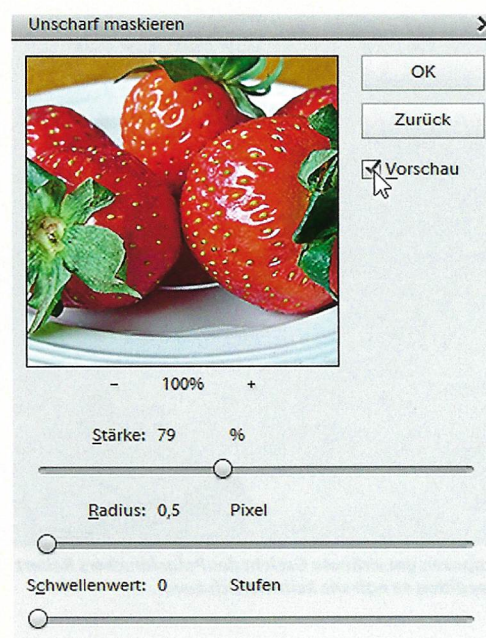 Unscharf maskieren
OK
Zurück
Vorschau
- 100% +
Stärke: 79 %
Radius: 0,5 Pixel
Schwellenwert: 0 Stufen